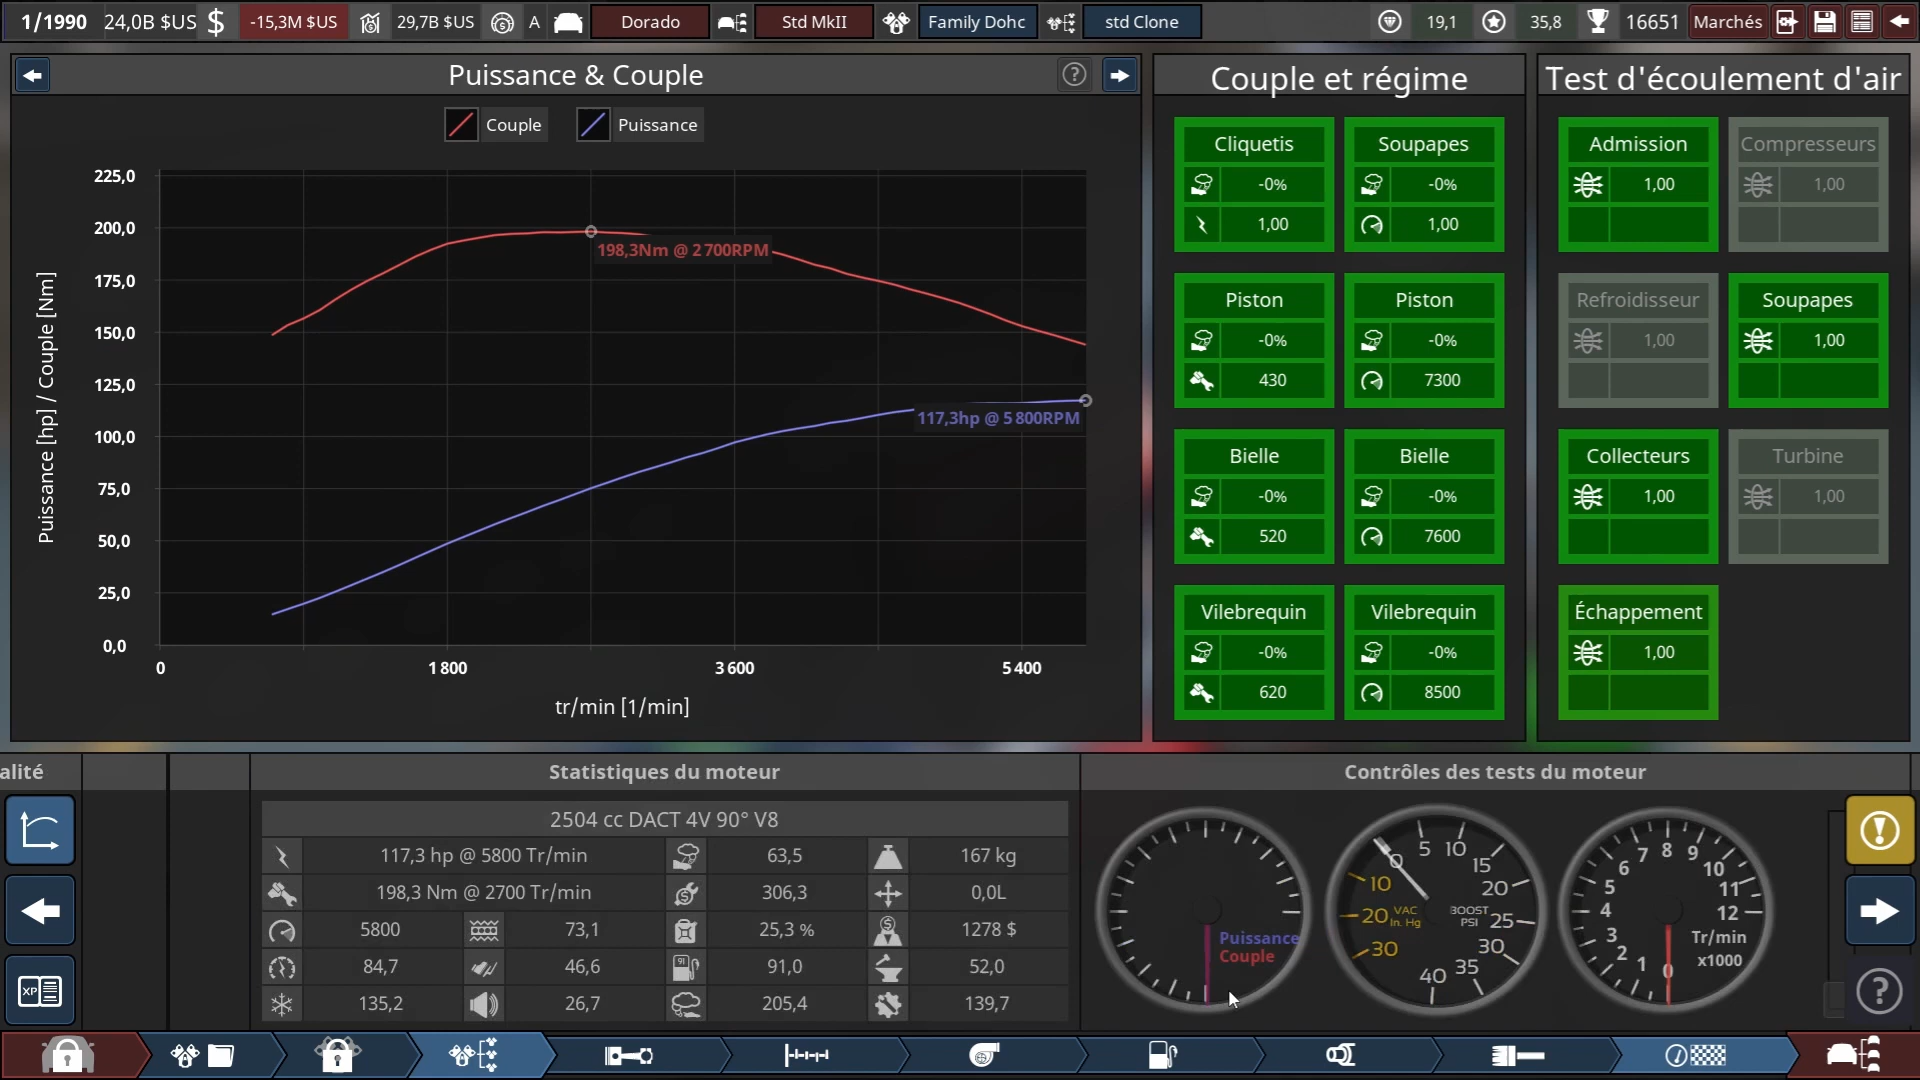 1/1990 24,0B $US $ -15,3M $US 29,7B $US A Dorado Std MkII Family Dohc std Clone 19,1 35,8 16651 Marchés
Puissance & Couple ?
Couple Puissance
225,0
200,0
175,0
150,0
125,0
100,0
75,0
50,0
25,0
0,0
Puissance [hp] / Couple [Nm]
198,3Nm @ 2 700RPM
117,3hp @ 5 800RPM
0 1 800 3 600 5 400
tr/min [1/min]
Couple et régime
Cliquetis Soupapes
-0% -0%
1,00 1,00
Piston Piston
-0% -0%
430 7300
Bielle Bielle
-0% -0%
520 7600
Vilebrequin Vilebrequin
-0% -0%
620 8500
Test d'écoulement d'air
Admission Compresseurs
1,00 1,00
Refroidisseur Soupapes
1,00 1,00
Collecteurs Turbine
1,00 1,00
Échappement
1,00
alité
XP
Statistiques du moteur
2504 cc DACT 4V 90° V8
117,3 hp @ 5800 Tr/min 63,5 167 kg
198,3 Nm @ 2700 Tr/min 306,3 0,0L
5800 73,1 25,3 % 1278 $
84,7 46,6 91 91,0 52,0
135,2 26,7 205,4 139,7
Contrôles des tests du moteur
Puissance
Couple
0 5 10 15 20 25 30 35 40
10 20 30
VAC
In. Hg
BOOST
PSI
0 1 2 3 4 5 6 7 8 9 10 11 12
Tr/min
x1000
?